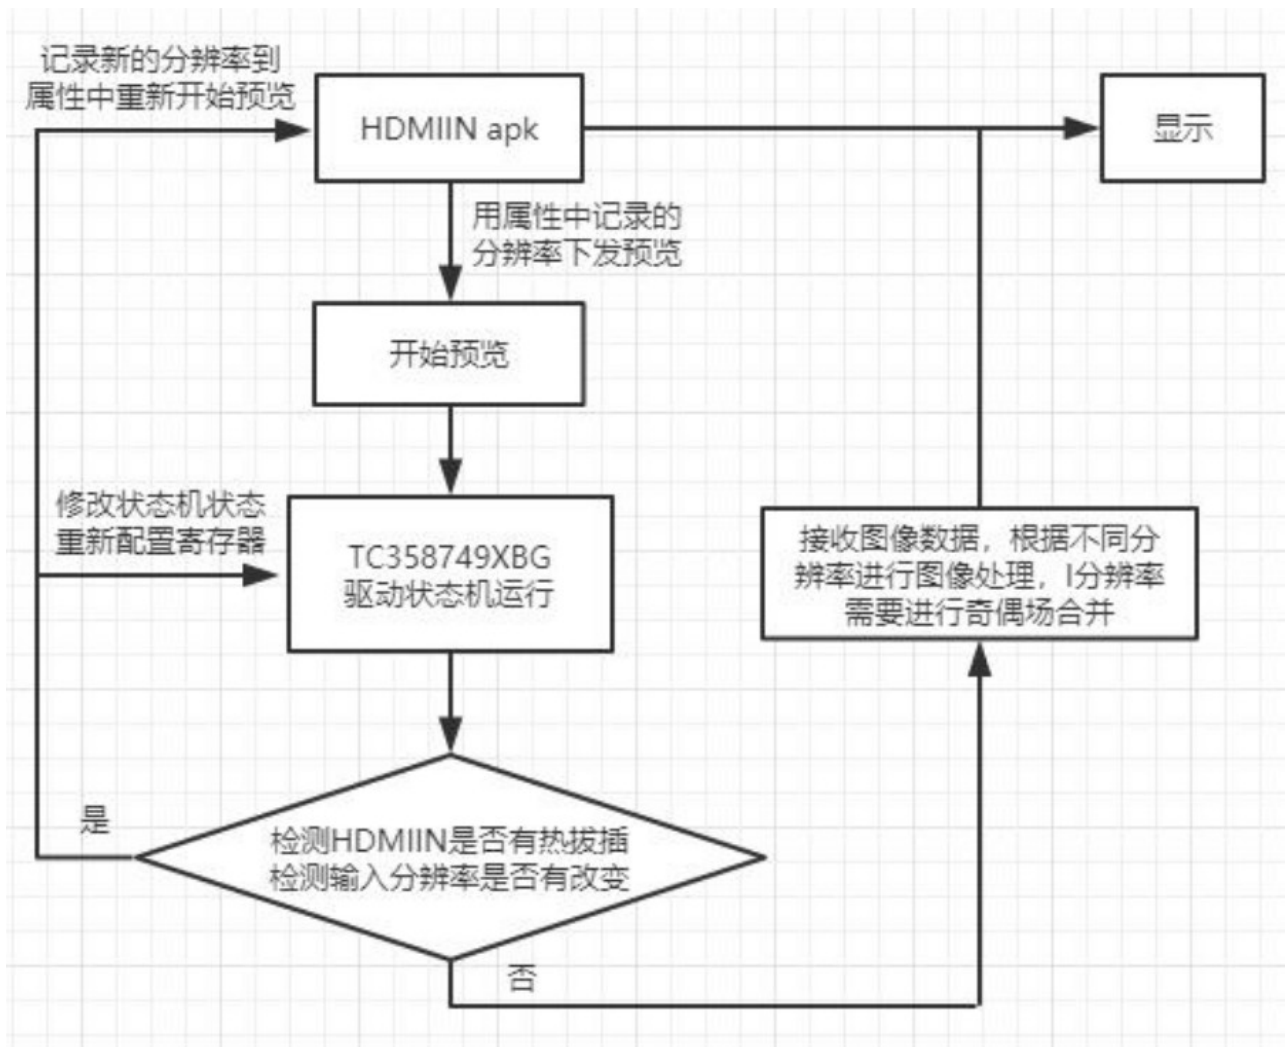 记录新的分辨率到
属性中重新开始预览
HDMIIN apk
显示
用属性中记录的
分辨率下发预览
开始预览
修改状态机状态
重新配置寄存器
TC358749XBG
驱动状态机运行
接收图像数据，根据不同分
辨率进行图像处理，I分辨率
需要进行奇偶场合并
是
检测HDMIIN是否有热拔插
检测输入分辨率是否有改变
否